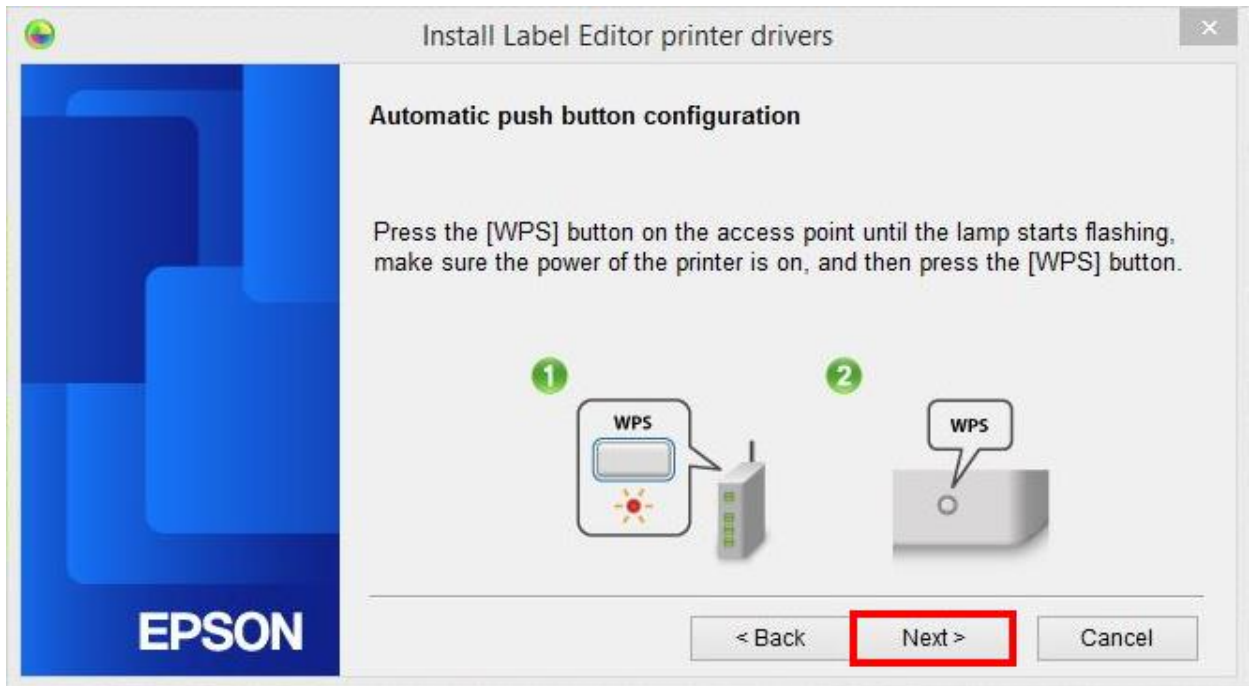 Install Label Editor printer drivers
Automatic push button configuration
Press the [WPS] button on the access point until the lamp starts flashing,
make sure the power of the printer is on, and then press the [WPS] button.
1
2
WPS
WPS
EPSON
< Back
Next >
Cancel